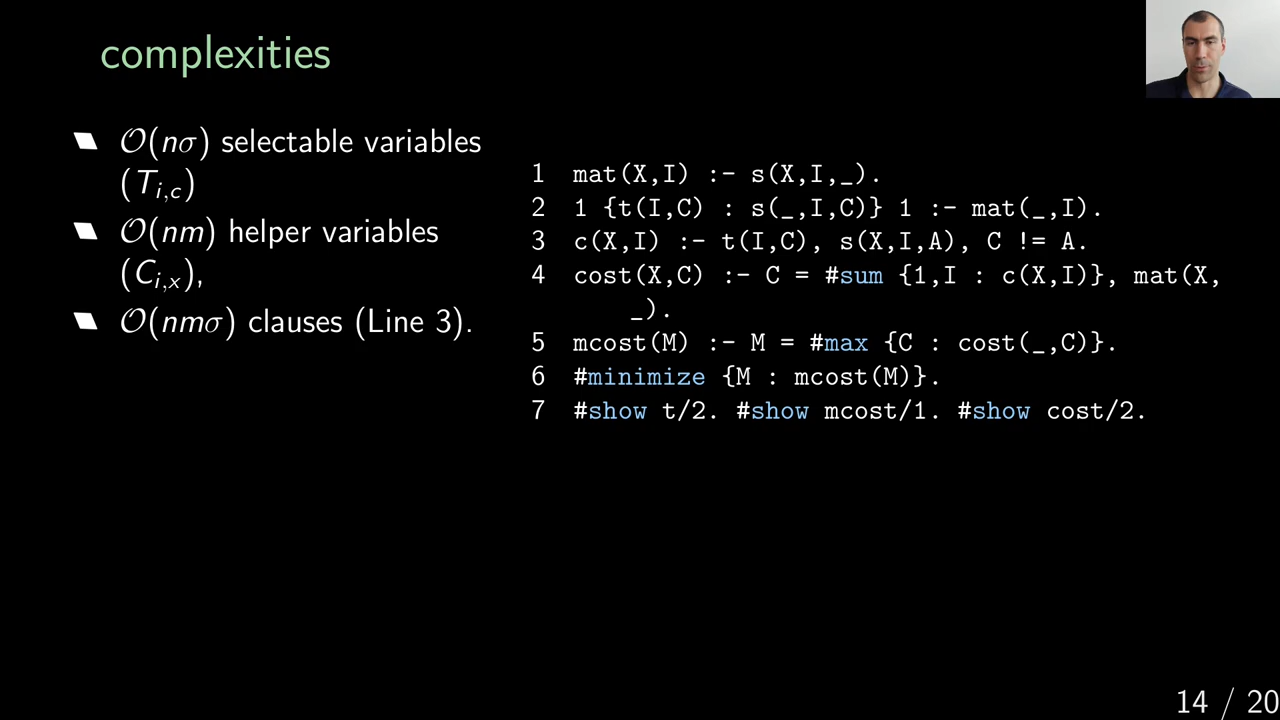 complexities
𝒪(nσ) selectable variables
(T_{i,c})
𝒪(nm) helper variables
(C_{i,x}),
𝒪(nmσ) clauses (Line 3).
1 mat(X,I) :- s(X,I,_).
2 1 {t(I,C) : s(_,I,C)} 1 :- mat(_,I).
3 c(X,I) :- t(I,C), s(X,I,A), C != A.
4 cost(X,C) :- C = #sum {1,I : c(X,I)}, mat(X,
_).
5 mcost(M) :- M = #max {C : cost(_,C)}.
6 #minimize {M : mcost(M)}.
7 #show t/2. #show mcost/1. #show cost/2.
14 / 20